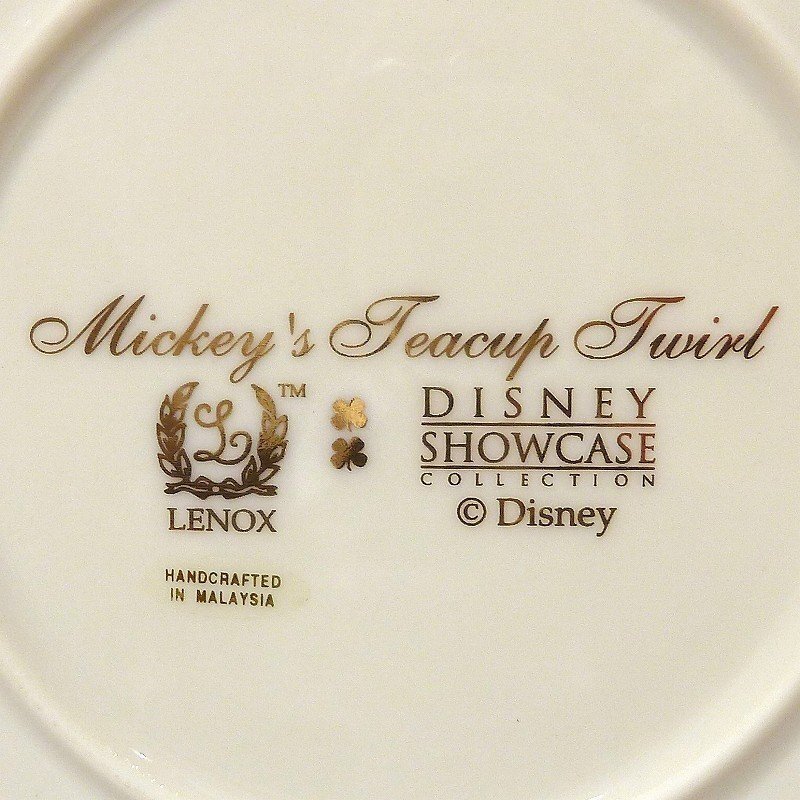 Mickey's Teacup Twirl
L ™
LENOX
HANDCRAFTED
IN MALAYSIA
DISNEY
SHOWCASE
COLLECTION
© Disney